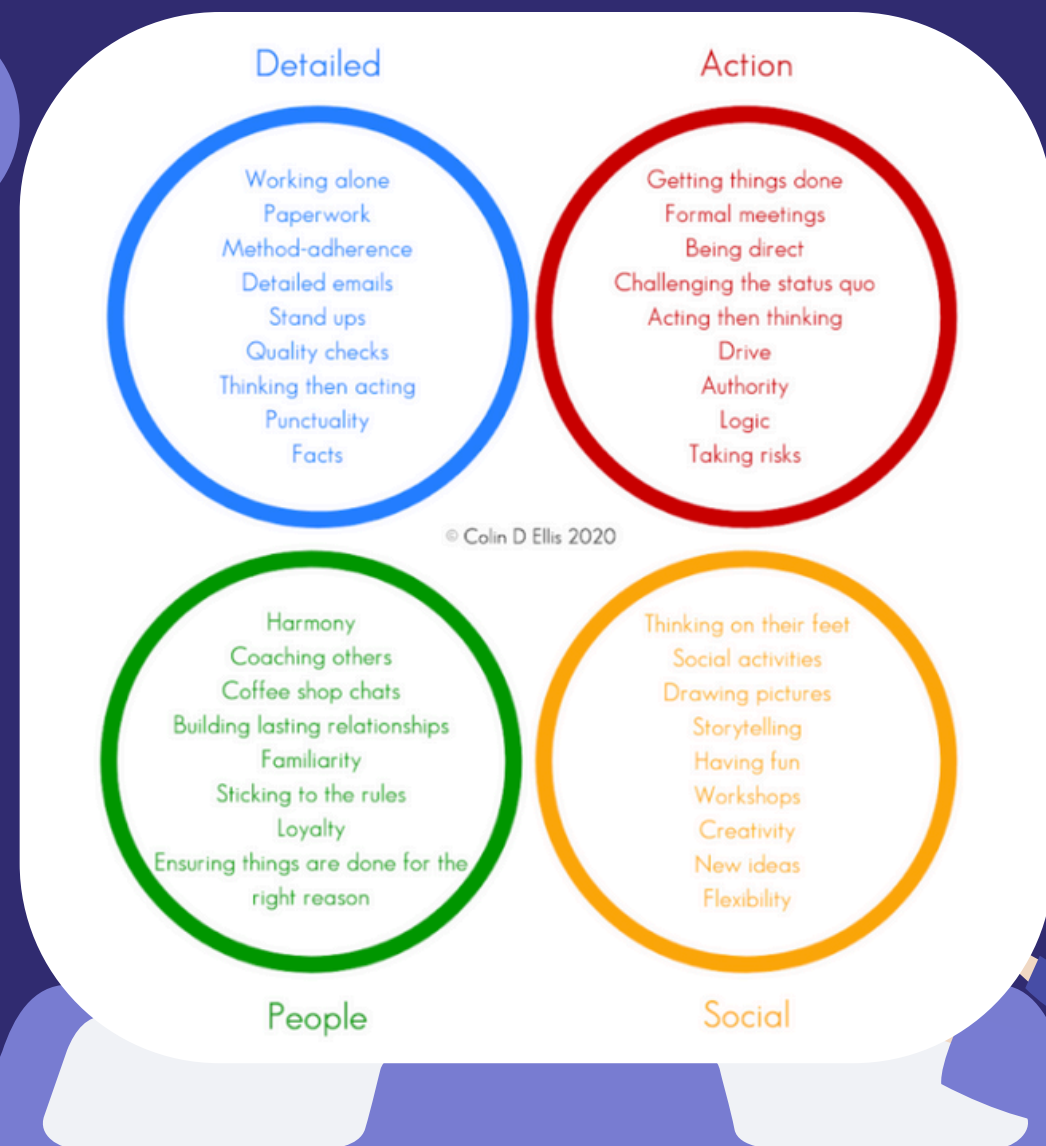 Detailed
Working alone
Paperwork
Method-adherence
Detailed emails
Stand ups
Quality checks
Thinking then acting
Punctuality
Facts
Action
Getting things done
Formal meetings
Being direct
Challenging the status quo
Acting then thinking
Drive
Authority
Logic
Taking risks
© Colin D Ellis 2020
Harmony
Coaching others
Coffee shop chats
Building lasting relationships
Familiarity
Sticking to the rules
Loyalty
Ensuring things are done for the
right reason
People
Thinking on their feet
Social activities
Drawing pictures
Storytelling
Having fun
Workshops
Creativity
New ideas
Flexibility
Social